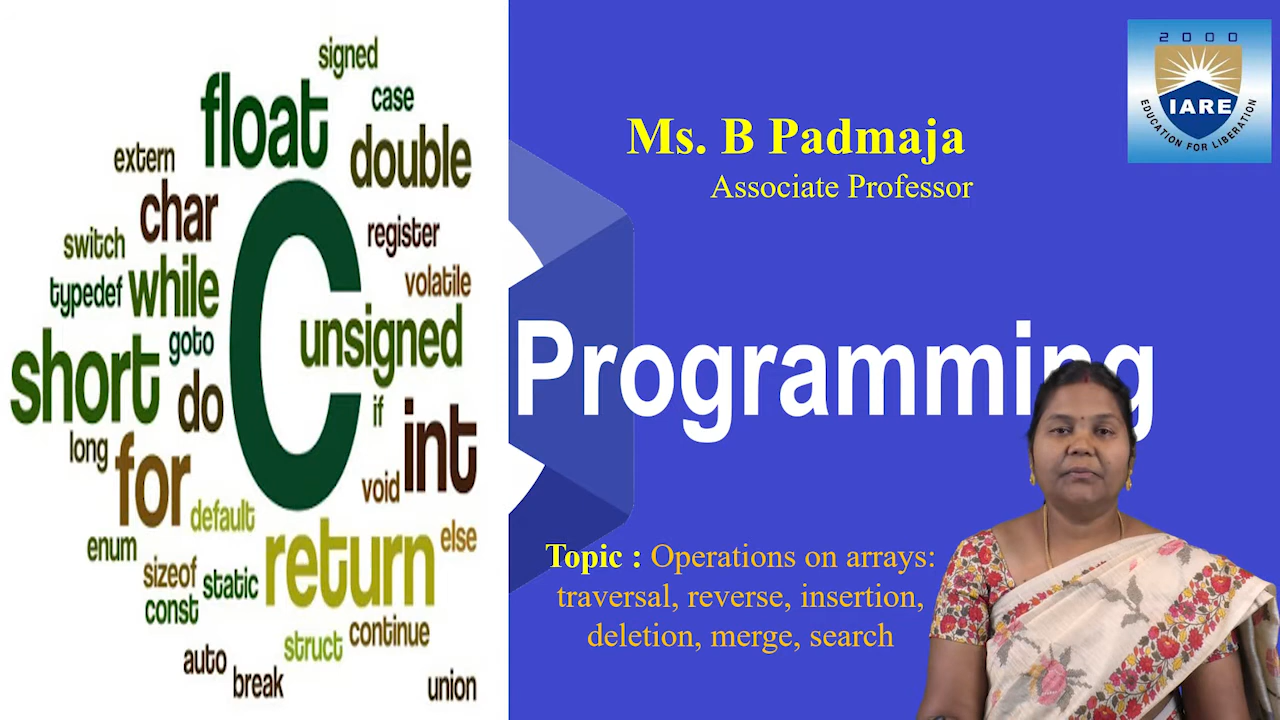 signed
float
case
extern
double
char
register
switch
while
volatile
typedef
C
unsigned
goto
short
do
if
int
long
for
void
default
else
enum
return
sizeof
static
const
continue
struct
auto
break
union
Ms. B Padmaja
Associate Professor
Programming
Topic : Operations on arrays:
traversal, reverse, insertion,
deletion, merge, search
2000
IARE
EDUCATION FOR LIBERATION